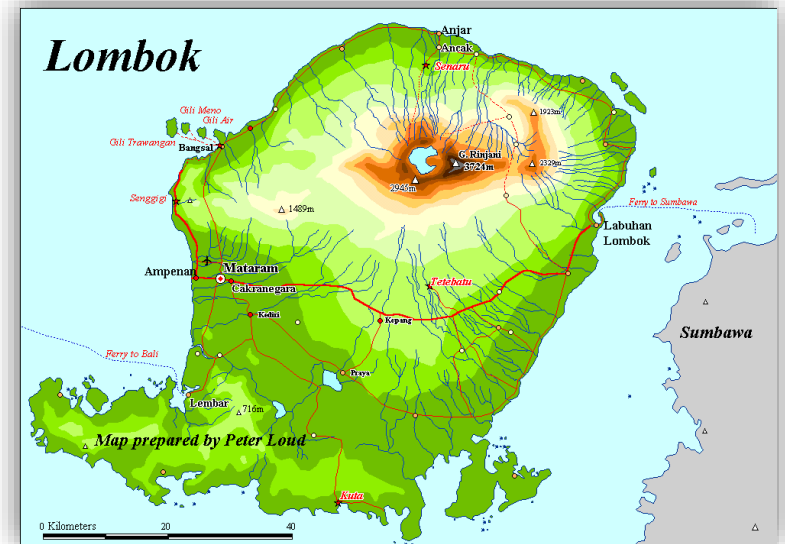 Lombok
Anjar
Ancak
Senaru
Gili Meno
Gili Air
Gili Trawangan
Bangsal
1923m
G. Rinjani
3724m
2329m
2945m
Senggigi
1489m
Ferry to Sumbawa
Labuhan
Lombok
Ampenan
Mataram
Cakranegara
Tetebatu
Kediri
Kopang
Sumbawa
Ferry to Bali
Praya
Lembar
716m
Map prepared by Peter Loud
Kuta
0 Kilometers 20 40